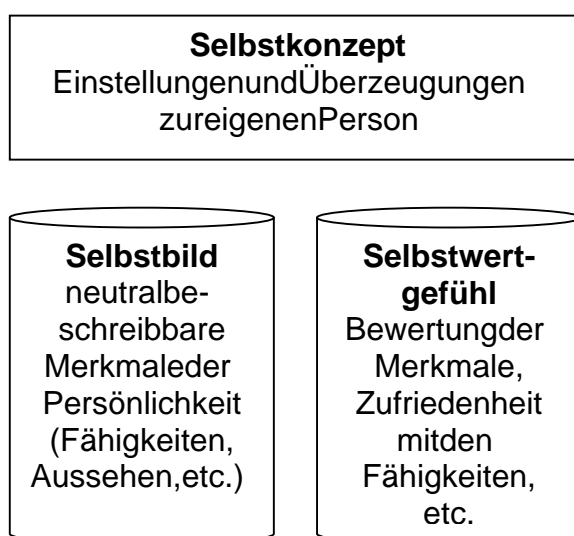 Selbstkonzept
EinstellungenundÜberzeugungen
zureigenenPerson
Selbstbild
neutralbe-
schreibbare
Merkmaleder
Persönlichkeit
(Fähigkeiten,
Aussehen,etc.)
Selbstwert-
gefühl
Bewertungder
Merkmale,
Zufriedenheit
mitden
Fähigkeiten,
etc.